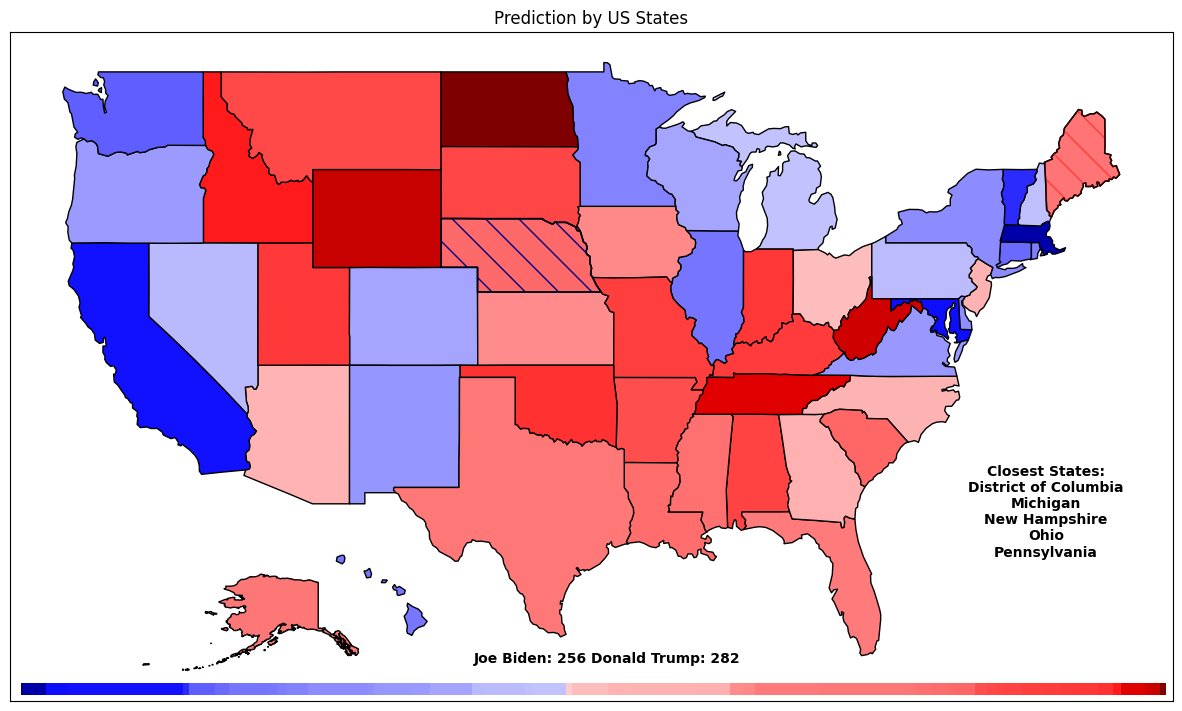 Prediction by US States
Closest States:
District of Columbia
Michigan
New Hampshire
Ohio
Pennsylvania
Joe Biden: 256 Donald Trump: 282